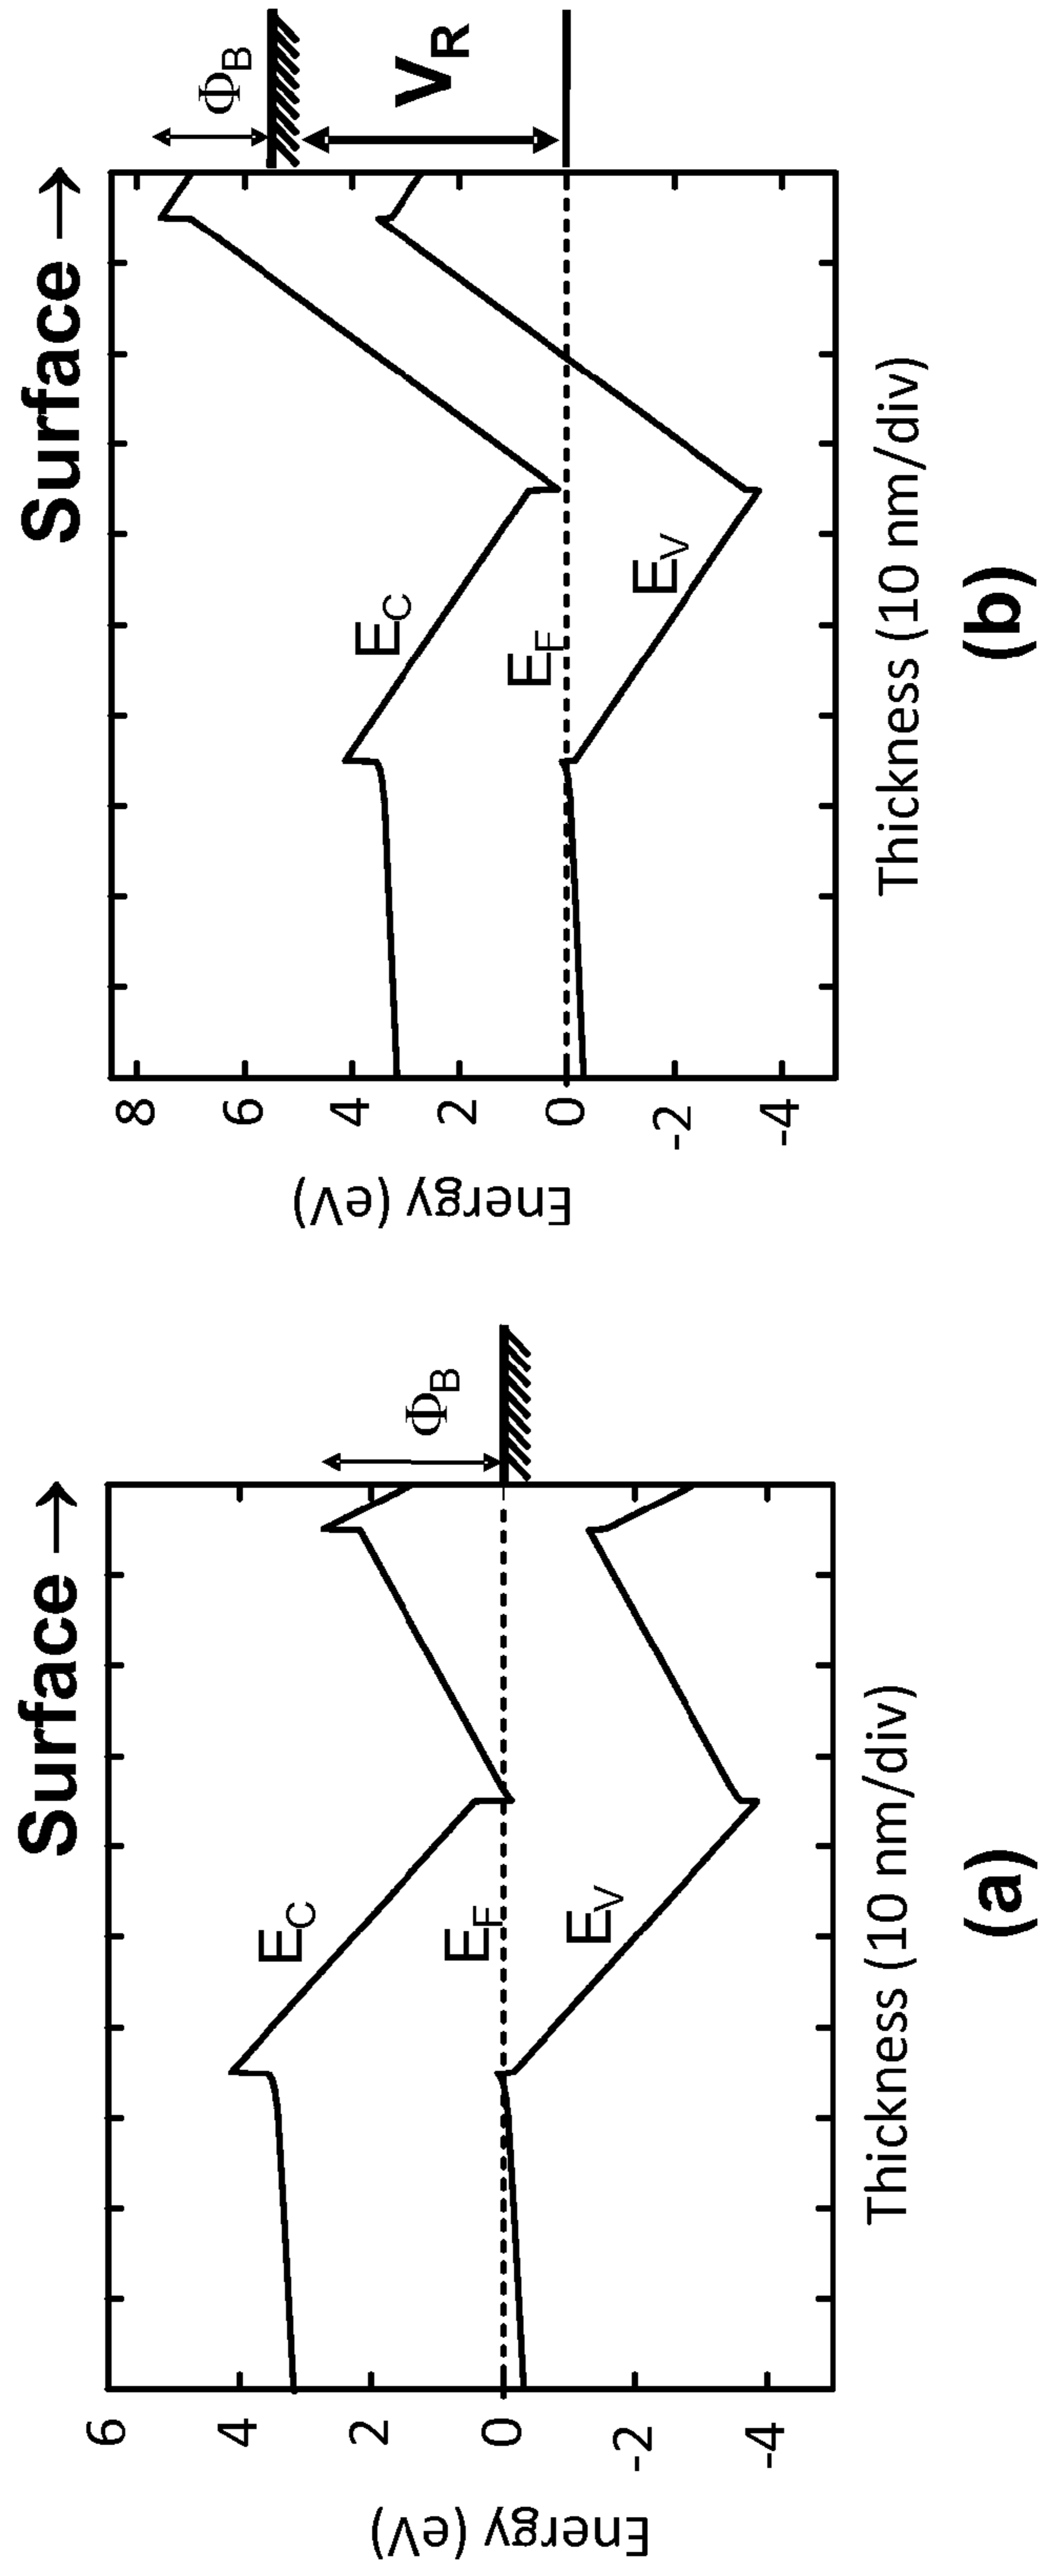 Surface →
6
4
2
0
-2
-4
Energy (eV)
E_C
E_F
E_V
Φ_B
Thickness (10 nm/div)
(a)
Surface →
8
6
4
2
0
-2
-4
Energy (eV)
E_C
E_F
E_V
Φ_B
V_R
Thickness (10 nm/div)
(b)